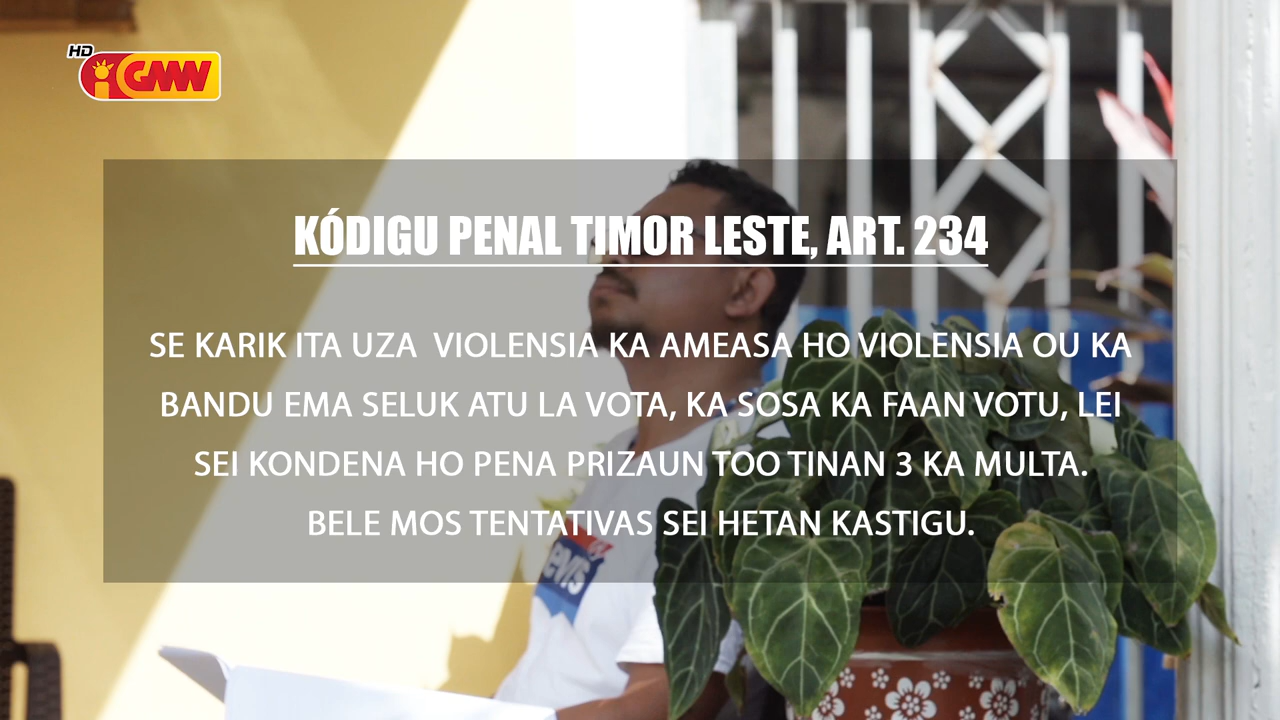 HD
GMN
KÓDIGU PENAL TIMOR LESTE, ART. 234
SE KARIK ITA UZA VIOLENSIA KA AMEASA HO VIOLENSIA OU KA
BANDU EMA SELUK ATU LA VOTA, KA SOSA KA FAAN VOTU, LEI
SEI KONDENA HO PENA PRIZAUN TOO TINAN 3 KA MULTA.
BELE MOS TENTATIVAS SEI HETAN KASTIGU.